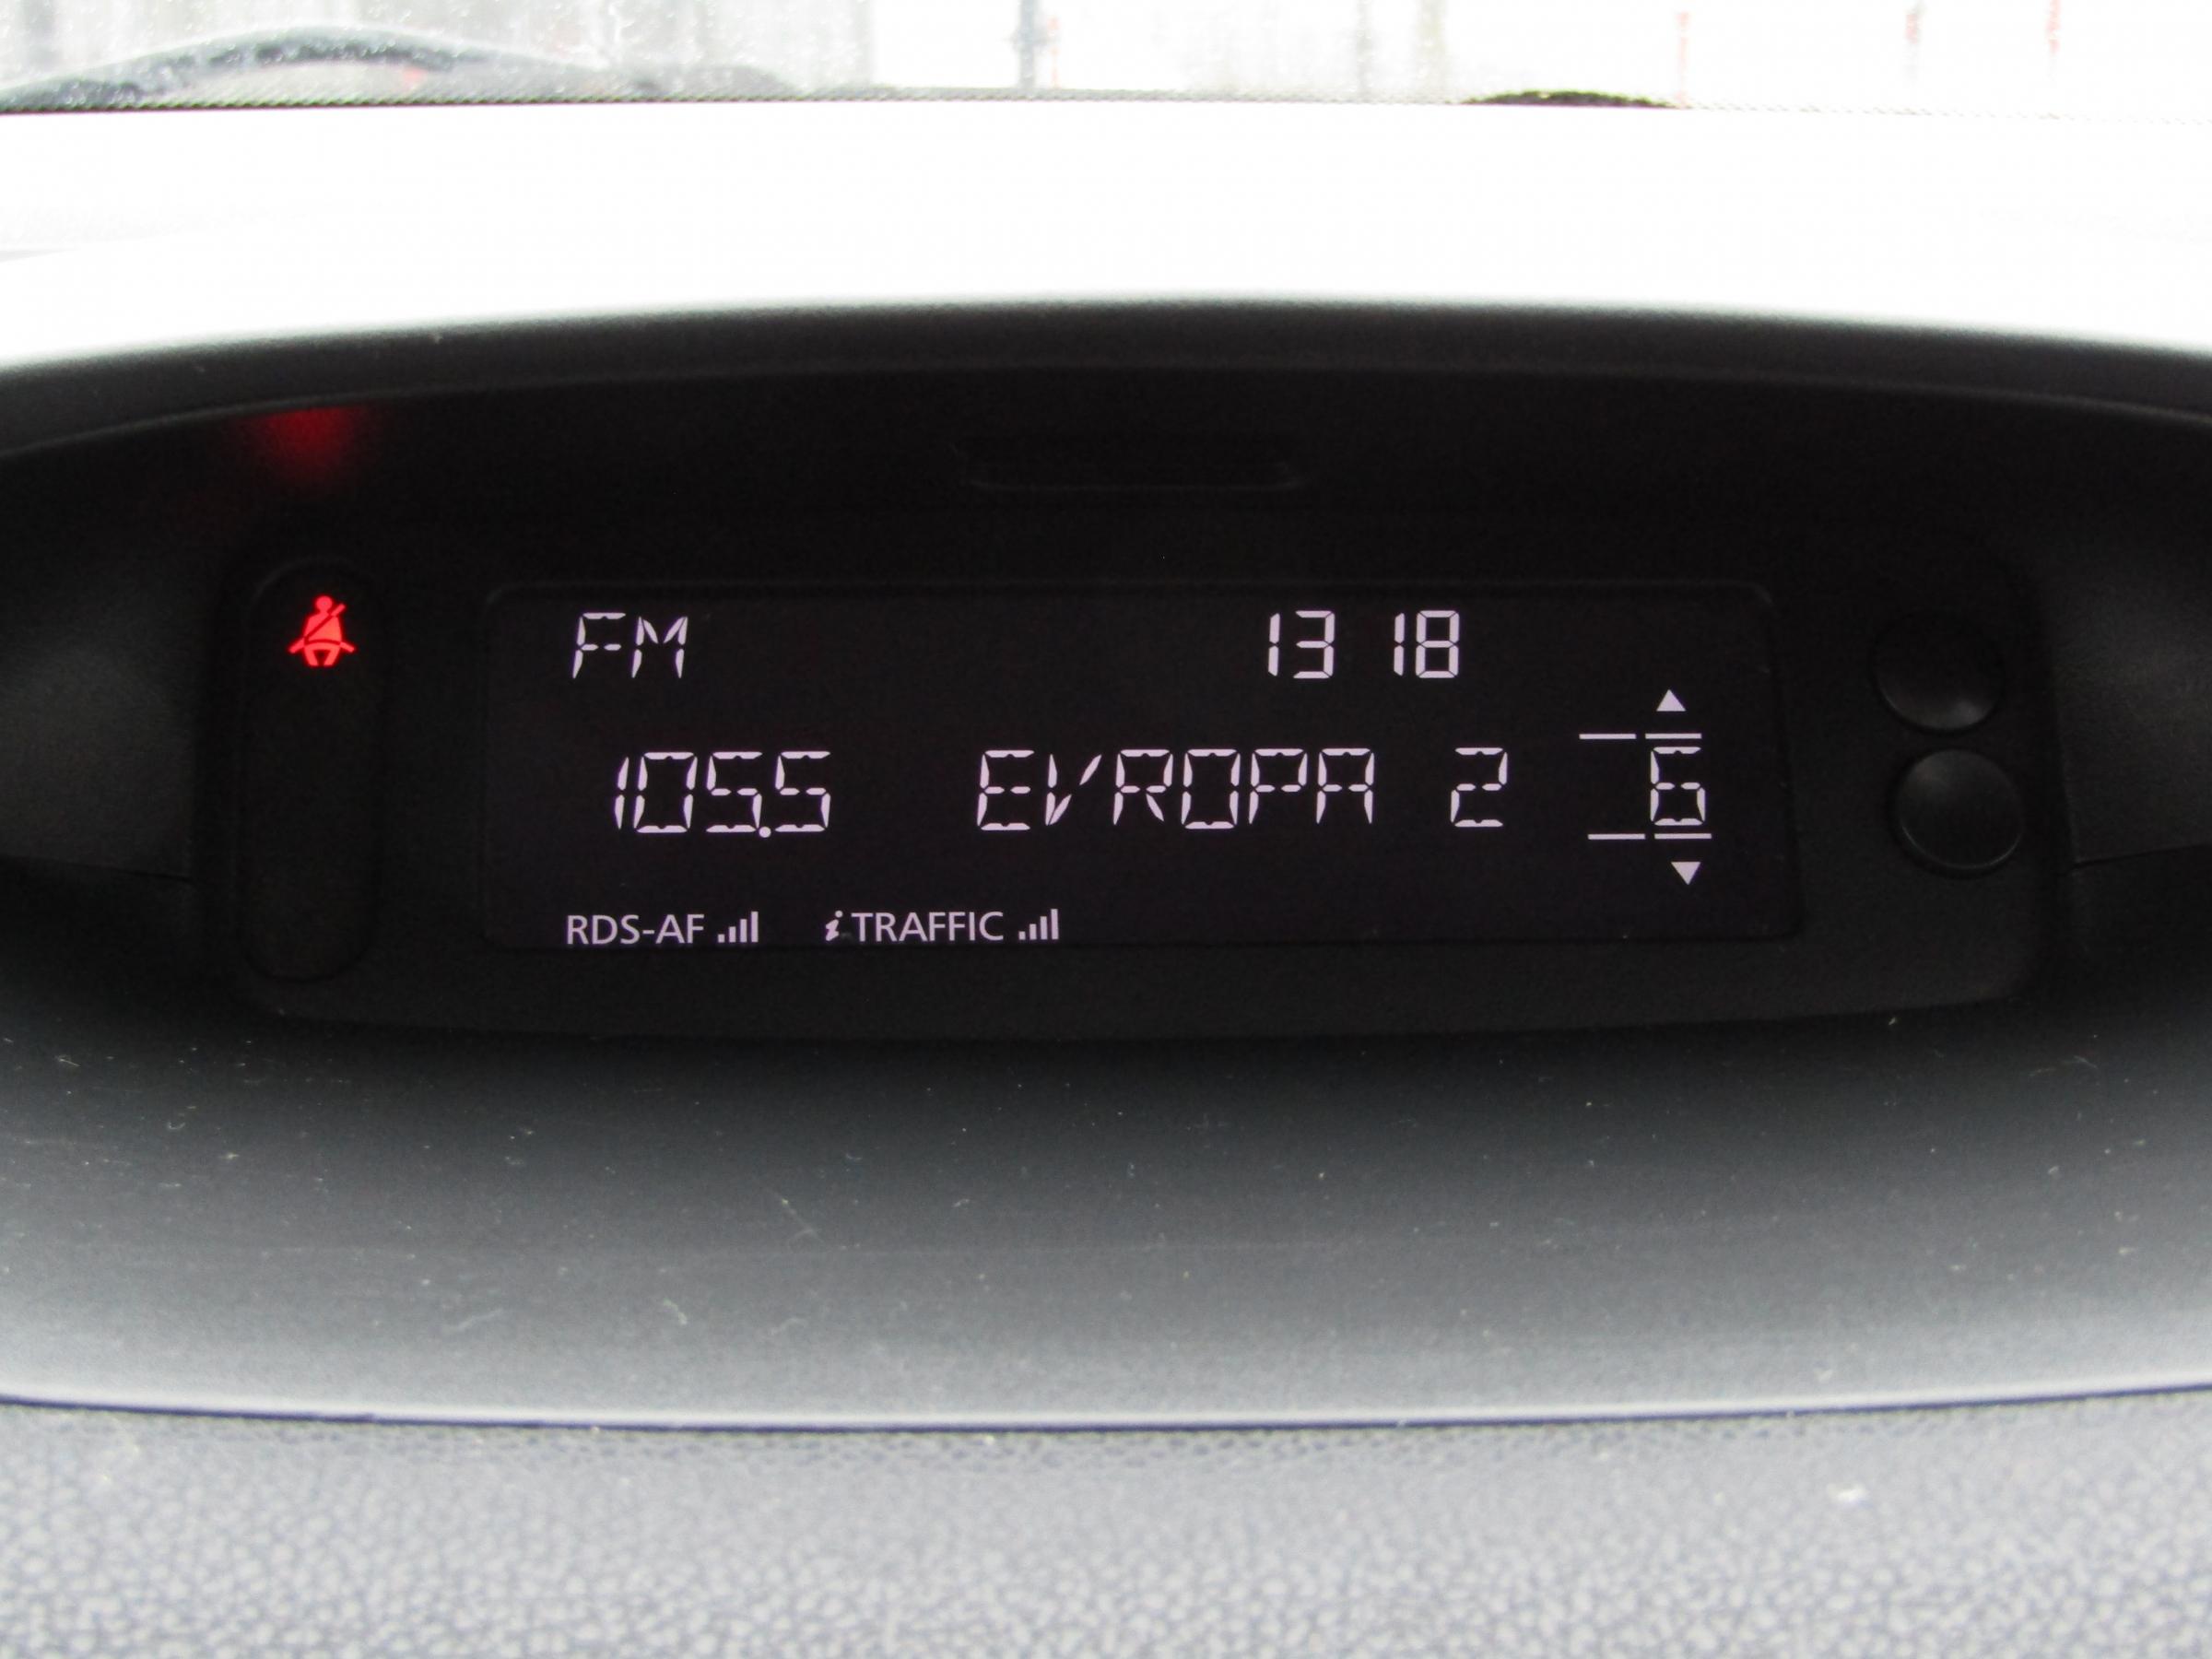 FM 13 18
105.5 EVROPA 2 6
RDS-AF i TRAFFIC